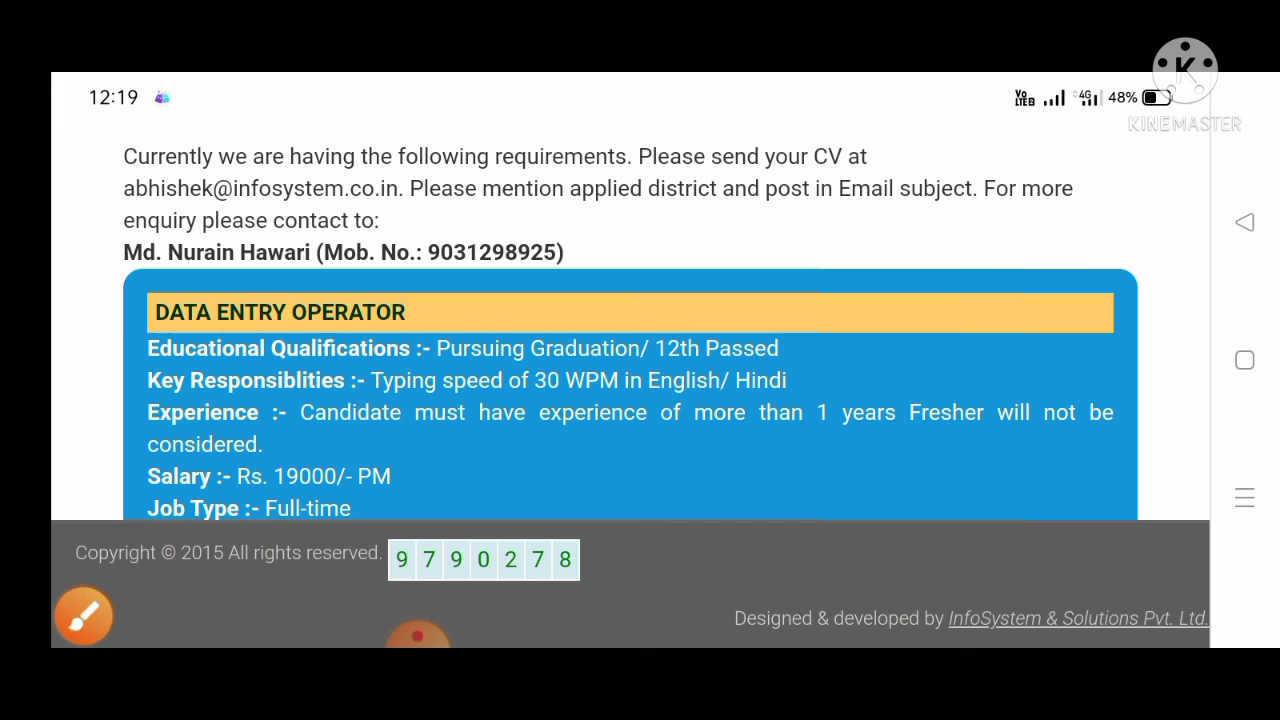 12:19
Vo LTE 2 4G 48%
KINEMASTER
Currently we are having the following requirements. Please send your CV at
abhishek@infosystem.co.in. Please mention applied district and post in Email subject. For more
enquiry please contact to:
Md. Nurain Hawari (Mob. No.: 9031298925)
DATA ENTRY OPERATOR
Educational Qualifications :- Pursuing Graduation/ 12th Passed
Key Responsiblities :- Typing speed of 30 WPM in English/ Hindi
Experience :- Candidate must have experience of more than 1 years Fresher will not be
considered.
Salary :- Rs. 19000/- PM
Job Type :- Full-time
Copyright © 2015 All rights reserved. 9 7 9 0 2 7 8
Designed & developed by InfoSystem & Solutions Pvt. Ltd.